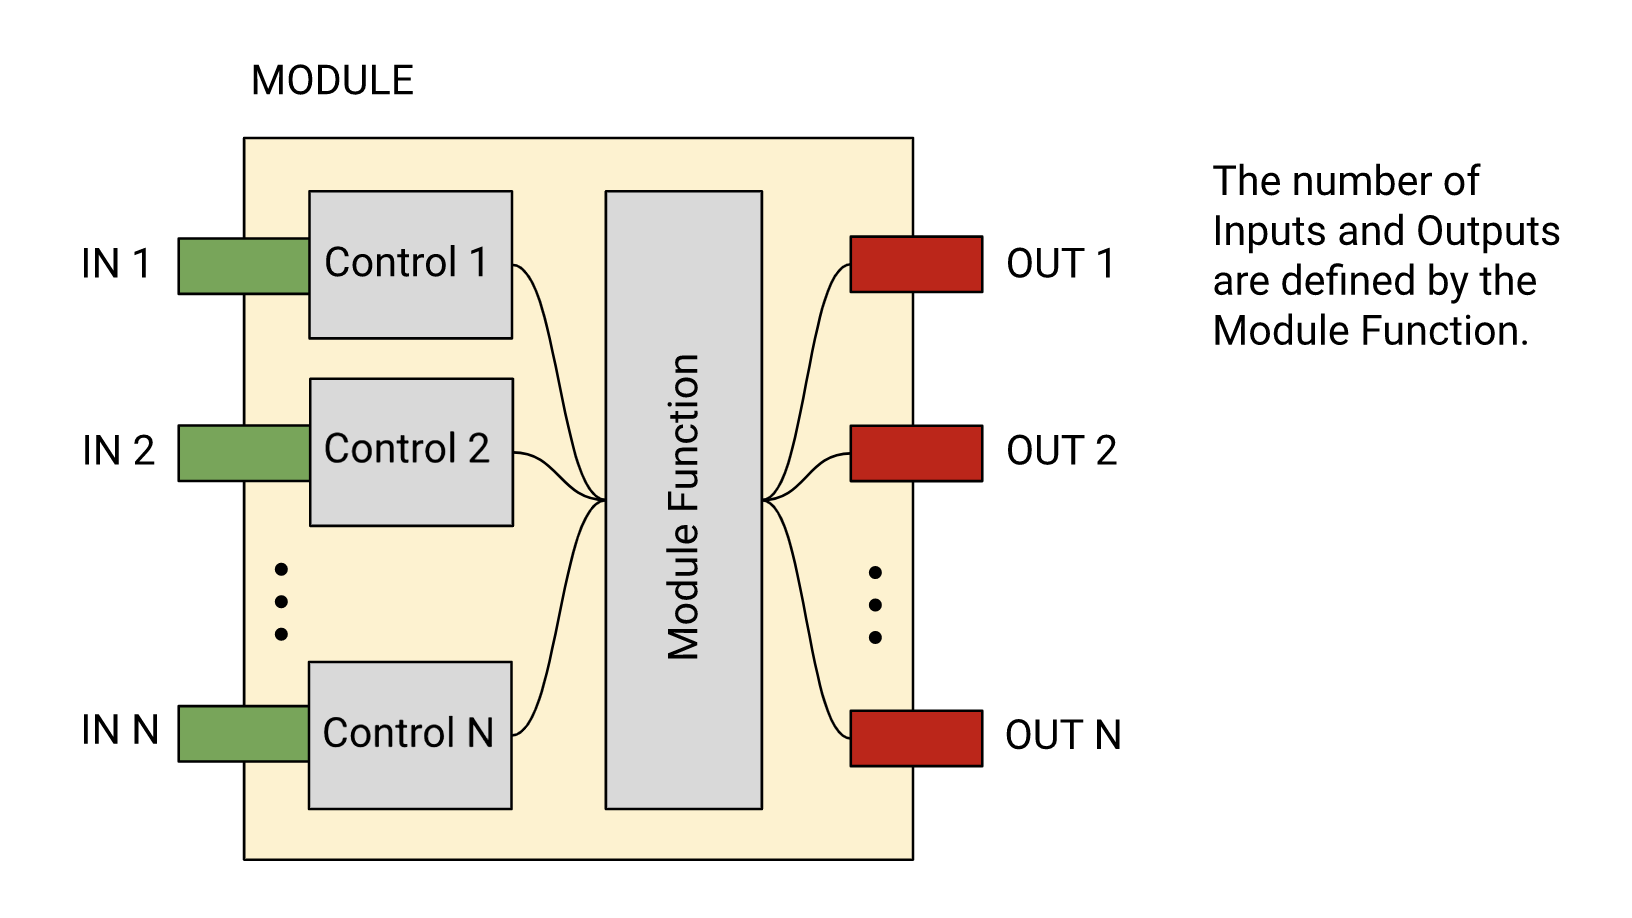 MODULE
IN 1
Control 1
OUT 1
IN 2
Control 2
OUT 2
IN N
Control N
OUT N
Module Function
The number of
Inputs and Outputs
are defined by the
Module Function.